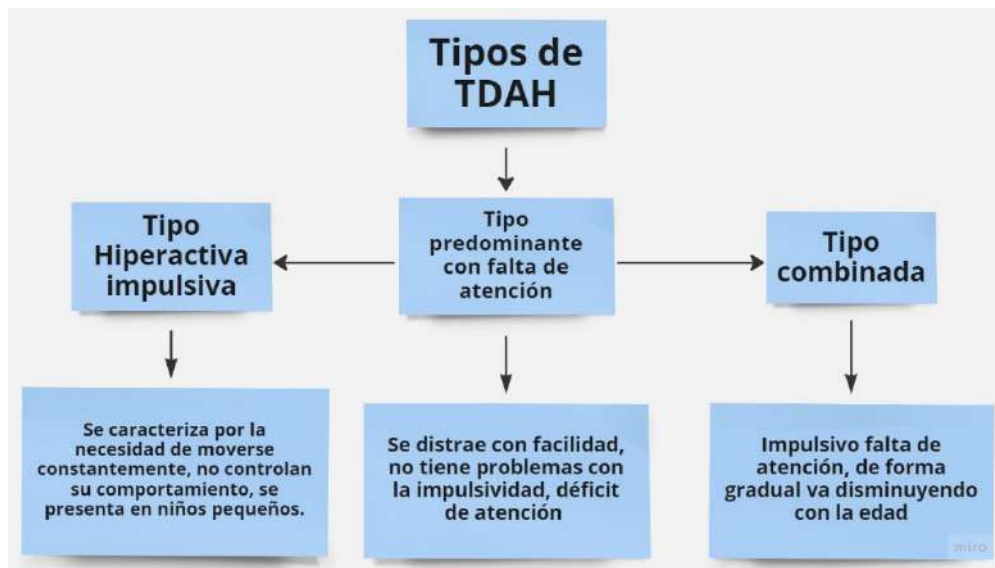 Tipos de
TDAH
Tipo
Hiperactiva
impulsiva
Tipo
predominante
con falta de
atención
Tipo
combinada
Se caracteriza por la
necesidad de moverse
constantemente, no controlan
su comportamiento, se
presenta en niños pequeños.
Se distrae con facilidad,
no tiene problemas con
la impulsividad, déficit
de atención
Impulsivo falta de
atención, de forma
gradual va disminuyendo
con la edad
miro